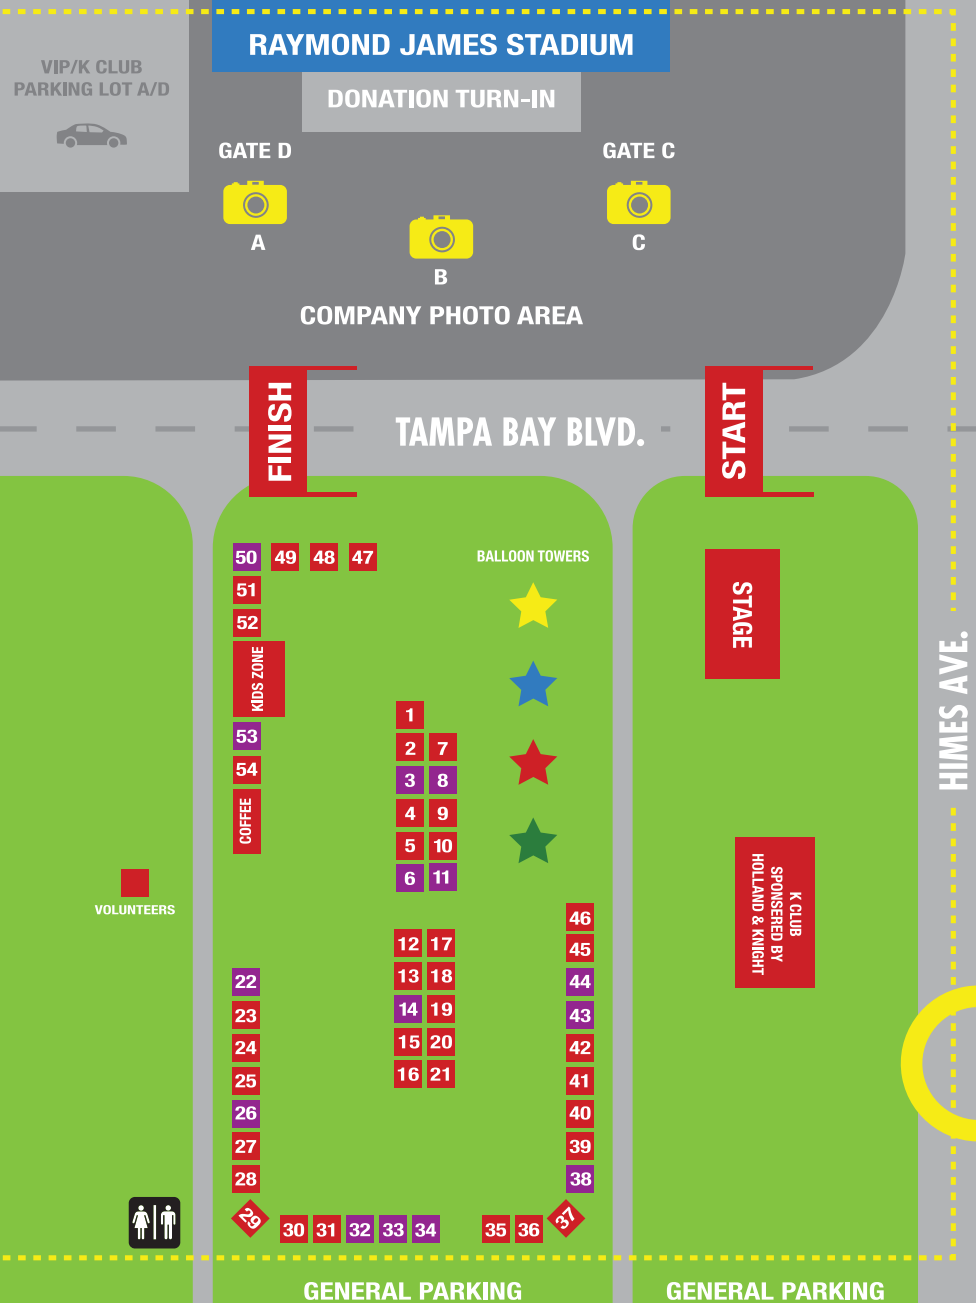 RAYMOND JAMES STADIUM
VIP/K CLUB
PARKING LOT A/D
DONATION TURN-IN
GATE D
GATE C
A
B
C
COMPANY PHOTO AREA
FINISH
TAMPA BAY BLVD.
START
50 49 48 47
51
52
KIDS ZONE
53
54
COFFEE
BALLOON TOWERS
STAGE
HIMES AVE.
1
2 7
3 8
4 9
5 10
6 11
VOLUNTEERS
K CLUB
SPONSERED BY
HOLLAND & KNIGHT
12 17
13 18
14 19
15 20
16 21
46
45
44
43
42
41
40
39
38
22
23
24
25
26
27
28
29
30 31 32 33 34
35 36
37
GENERAL PARKING
GENERAL PARKING